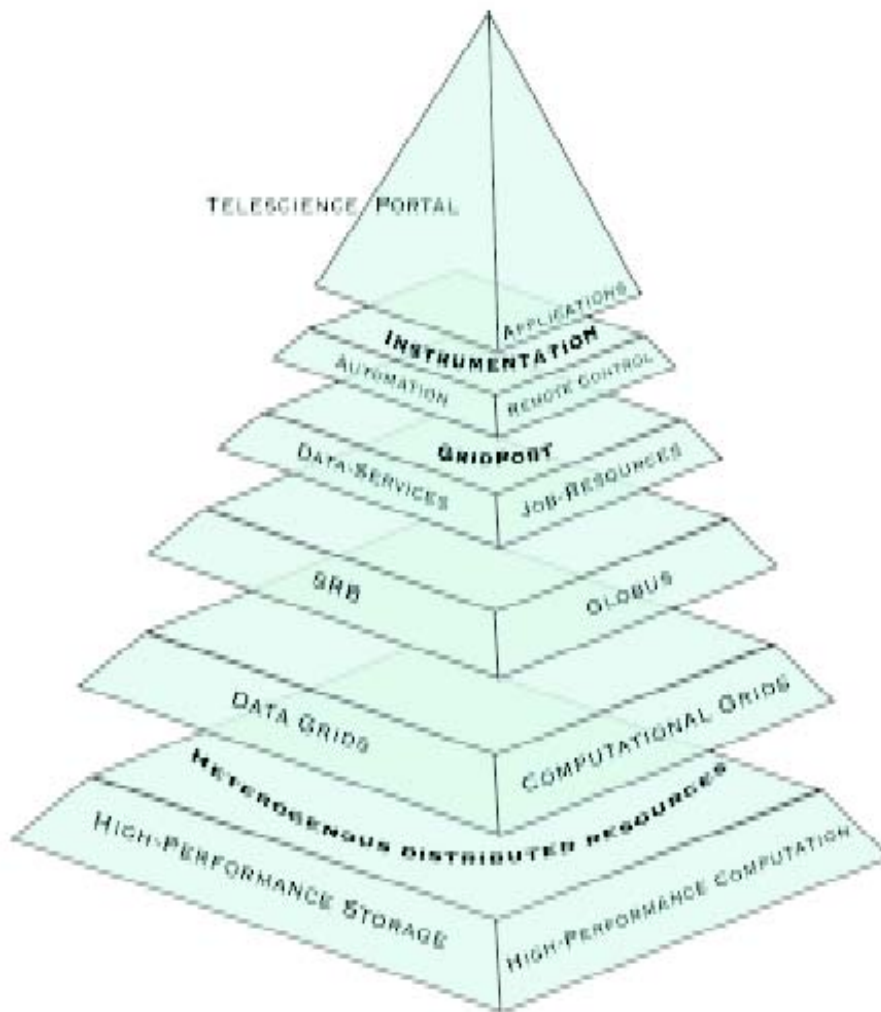 TELESCIENCE PORTAL
APPLICATIONS
INSTRUMENTATION
AUTOMATION
REMOTE CONTROL
GRIDPORT
DATA-SERVICES
JOB-RESOURCES
SRB
GLOBUS
DATA GRIDS
COMPUTATIONAL GRIDS
HETEROGENOUS DISTRIBUTED RESOURCES
HIGH-PERFORMANCE STORAGE
HIGH-PERFORMANCE COMPUTATION